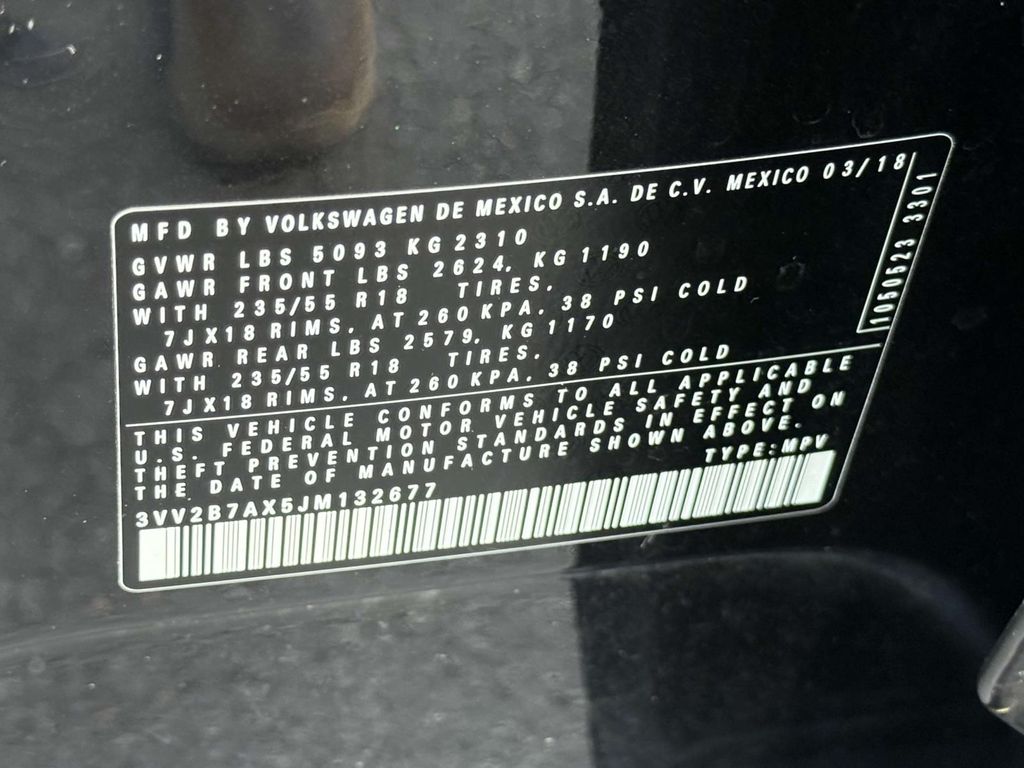 MFD BY VOLKSWAGEN DE MEXICO S.A. DE C.V. MEXICO 03/18
GVWR LBS 5093 KG 2310
GAWR FRONT LBS 2624, KG 1190
WITH 235/55 R18 TIRES.
7JX18 RIMS, AT 260 KPA, 38 PSI COLD
GAWR REAR LBS 2579, KG 1170
WITH 235/55 R18 TIRES.
7JX18 RIMS, AT 260 KPA, 38 PSI COLD
THIS VEHICLE CONFORMS TO ALL APPLICABLE
U.S. FEDERAL MOTOR VEHICLE SAFETY AND
THEFT PREVENTION STANDARDS IN EFFECT ON
THE DATE OF MANUFACTURE SHOWN ABOVE.
TYPE: MPV
3VV2B7AX5JM132677
1050523 3301